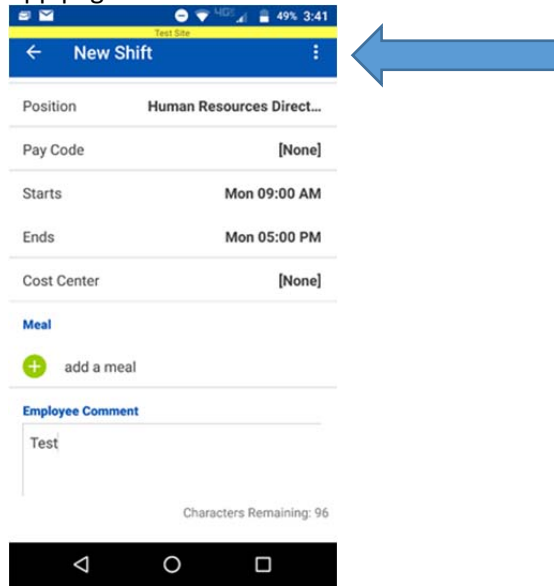 49% 3:41
Test Site
New Shift
Position Human Resources Direct...
Pay Code [None]
Starts Mon 09:00 AM
Ends Mon 05:00 PM
Cost Center [None]
Meal
add a meal
Employee Comment
Test
Characters Remaining: 96